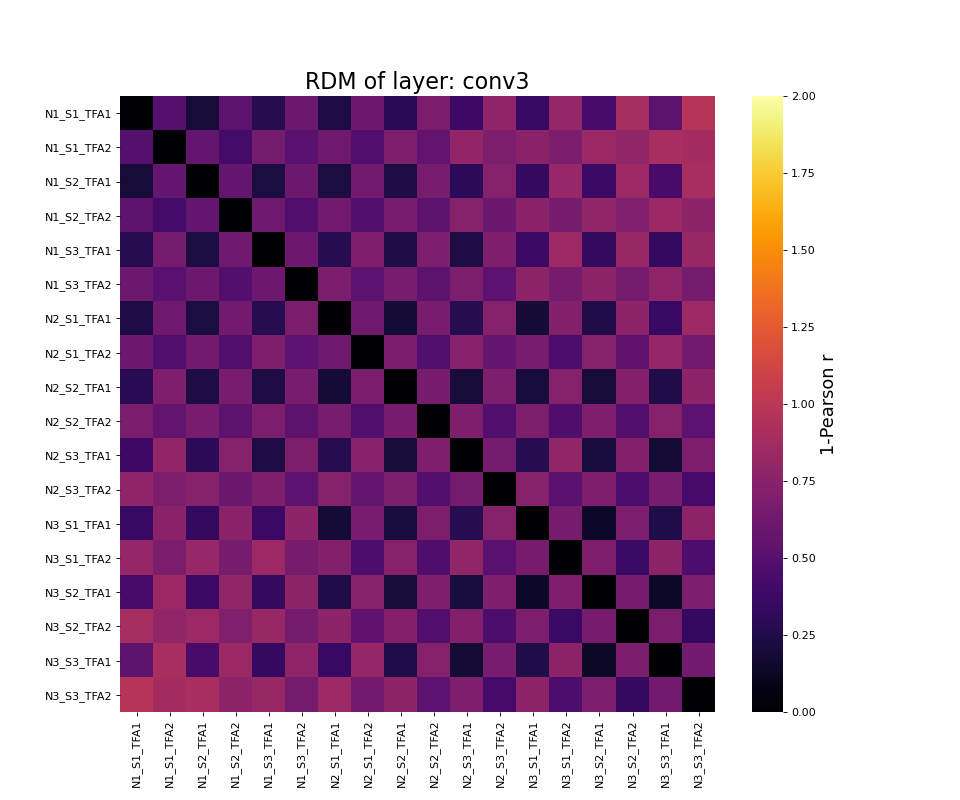 RDM of layer: conv3
N1_S1_TFA1
N1_S1_TFA2
N1_S2_TFA1
N1_S2_TFA2
N1_S3_TFA1
N1_S3_TFA2
N2_S1_TFA1
N2_S1_TFA2
N2_S2_TFA1
N2_S2_TFA2
N2_S3_TFA1
N2_S3_TFA2
N3_S1_TFA1
N3_S1_TFA2
N3_S2_TFA1
N3_S2_TFA2
N3_S3_TFA1
N3_S3_TFA2
N1_S1_TFA1
N1_S1_TFA2
N1_S2_TFA1
N1_S2_TFA2
N1_S3_TFA1
N1_S3_TFA2
N2_S1_TFA1
N2_S1_TFA2
N2_S2_TFA1
N2_S2_TFA2
N2_S3_TFA1
N2_S3_TFA2
N3_S1_TFA1
N3_S1_TFA2
N3_S2_TFA1
N3_S2_TFA2
N3_S3_TFA1
N3_S3_TFA2
2.00
1.75
1.50
1.25
1.00
0.75
0.50
0.25
0.00
1-Pearson r